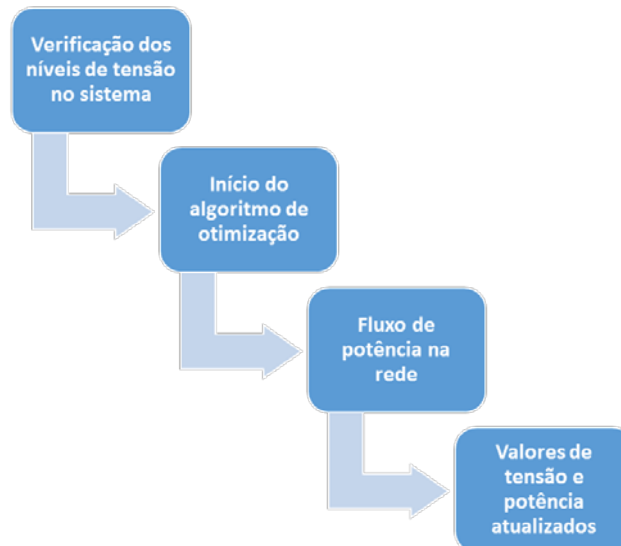 Verificação dos
níveis de tensão
no sistema
Início do
algoritmo de
otimização
Fluxo de
potência na
rede
Valores de
tensão e
potência
atualizados